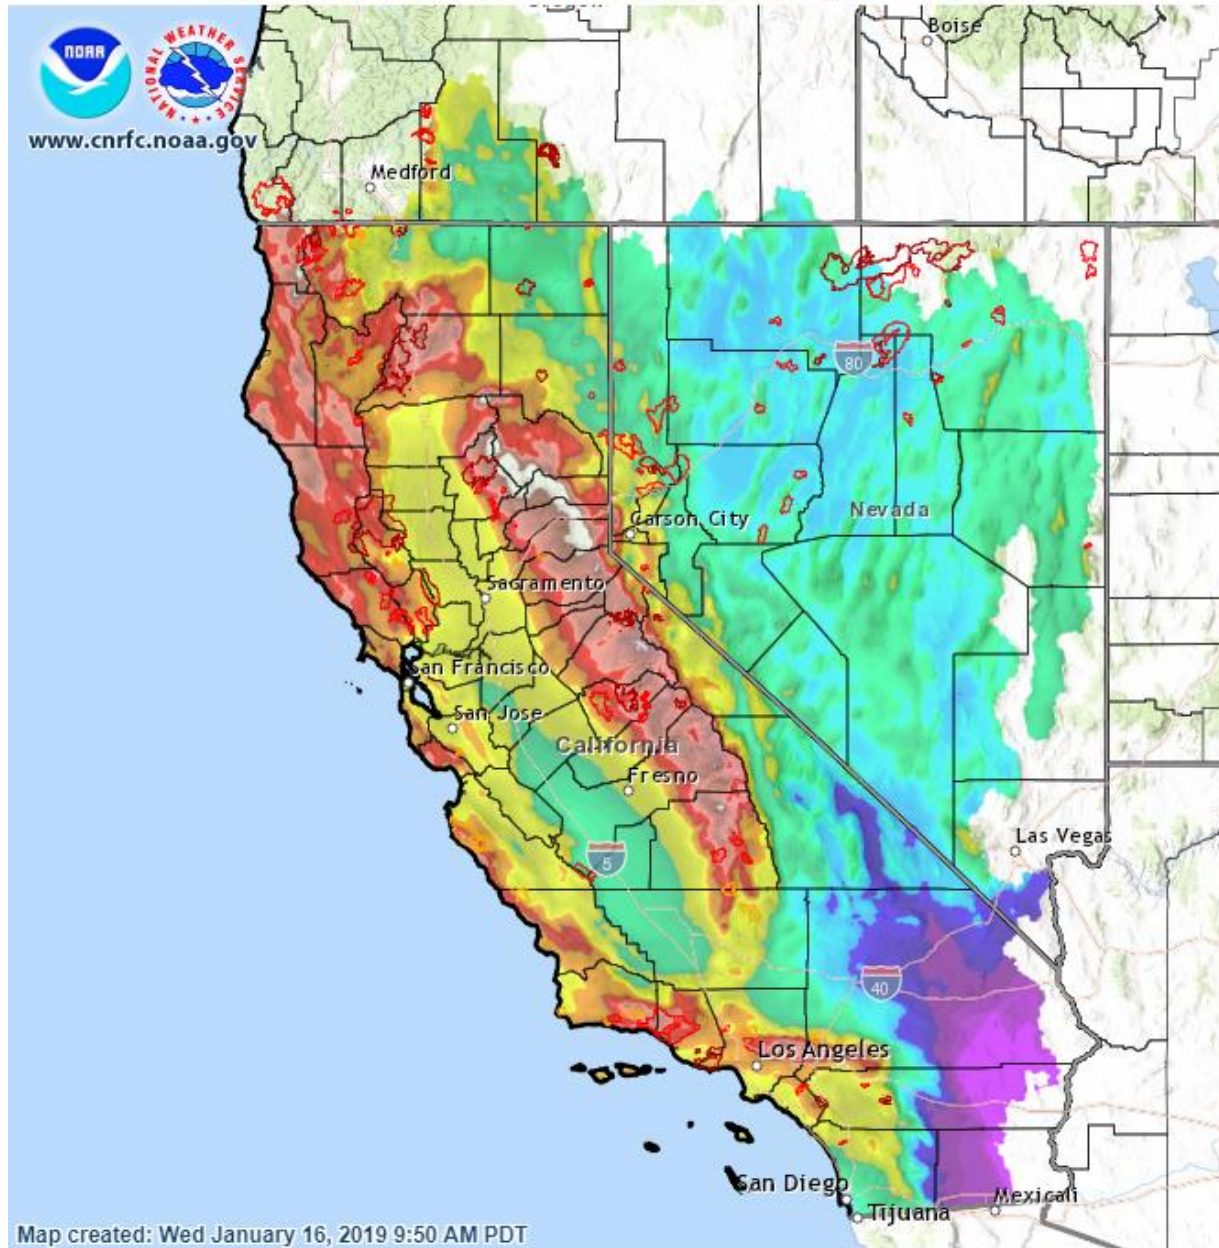 NOAA
NATIONAL WEATHER SERVICE
www.cnrfc.noaa.gov
Boise
Medford
80
Nevada
Carson City
Sacramento
San Francisco
San Jose
California
Fresno
Las Vegas
5
40
Los Angeles
San Diego
Mexicali
Tijuana
Map created: Wed January 16, 2019 9:50 AM PDT